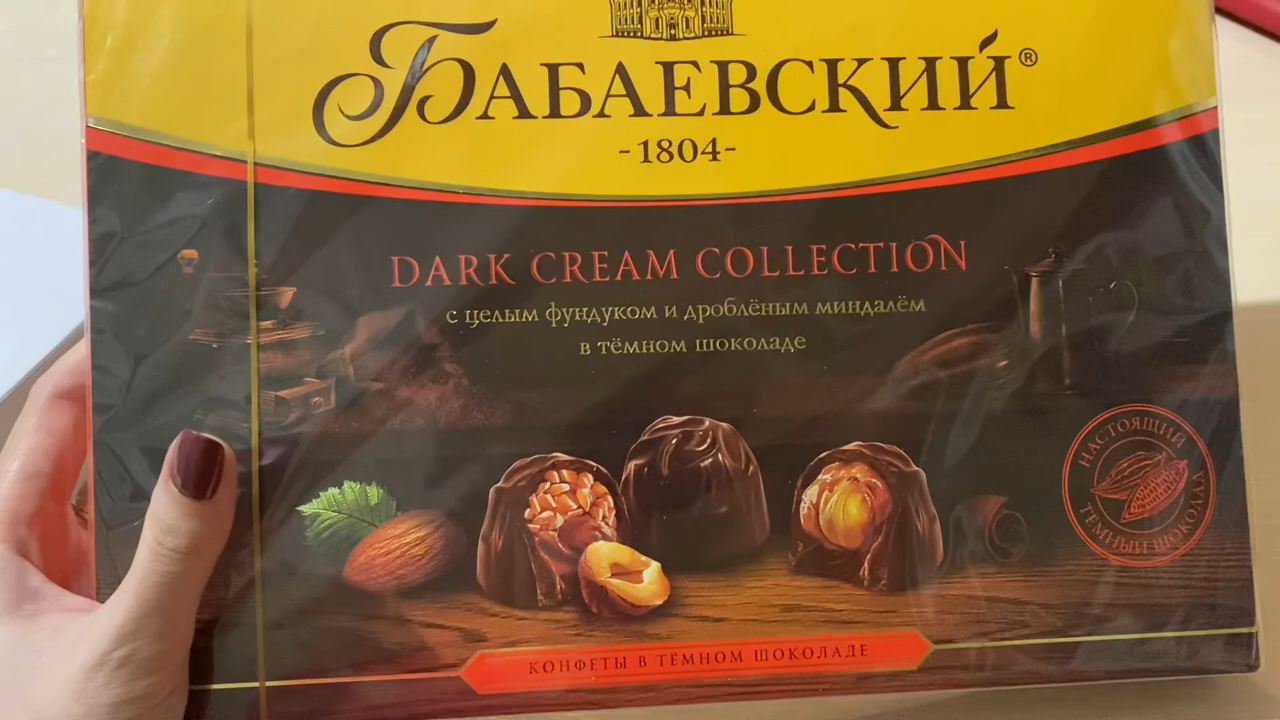 БАБАЕВСКИЙ®
-1804-
DARK CREAM COLLECTION
с целым фундуком и дроблёным миндалём
в тёмном шоколаде
НАСТОЯЩИЙ
ТЁМНЫЙ ШОКОЛАД
КОНФЕТЫ В ТЁМНОМ ШОКОЛАДЕ